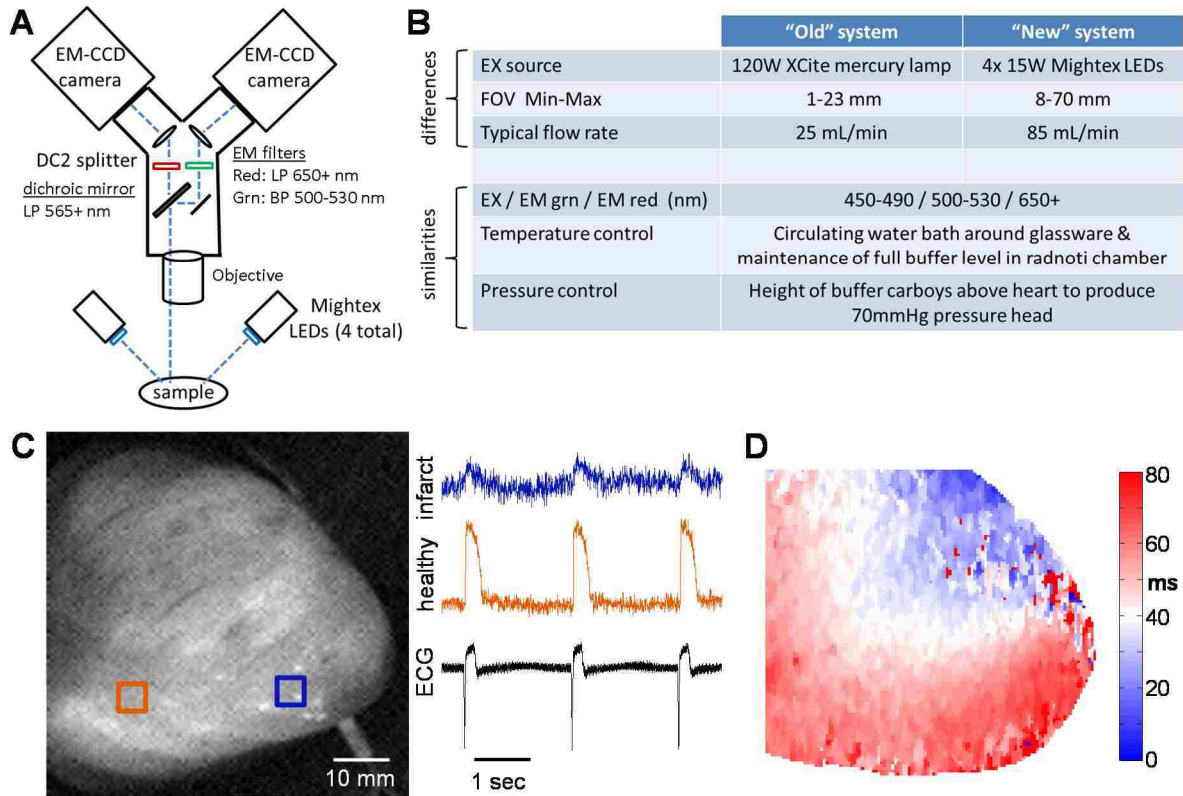 A
EM-CCD
camera
EM-CCD
camera
DC2 splitter
dichroic mirror
LP 565+ nm
EM filters
Red: LP 650+ nm
Grn: BP 500-530 nm
Objective
Mightex
LEDs (4 total)
sample
B
"Old" system
"New" system
differences
EX source
120W XCite mercury lamp
4x 15W Mightex LEDs
FOV Min-Max
1-23 mm
8-70 mm
Typical flow rate
25 mL/min
85 mL/min
similarities
EX / EM grn / EM red (nm)
450-490 / 500-530 / 650+
Temperature control
Circulating water bath around glassware &
maintenance of full buffer level in radnoti chamber
Pressure control
Height of buffer carboys above heart to produce
70mmHg pressure head
C
10 mm
infarct
healthy
ECG
1 sec
D
80
60
ms
40
20
0